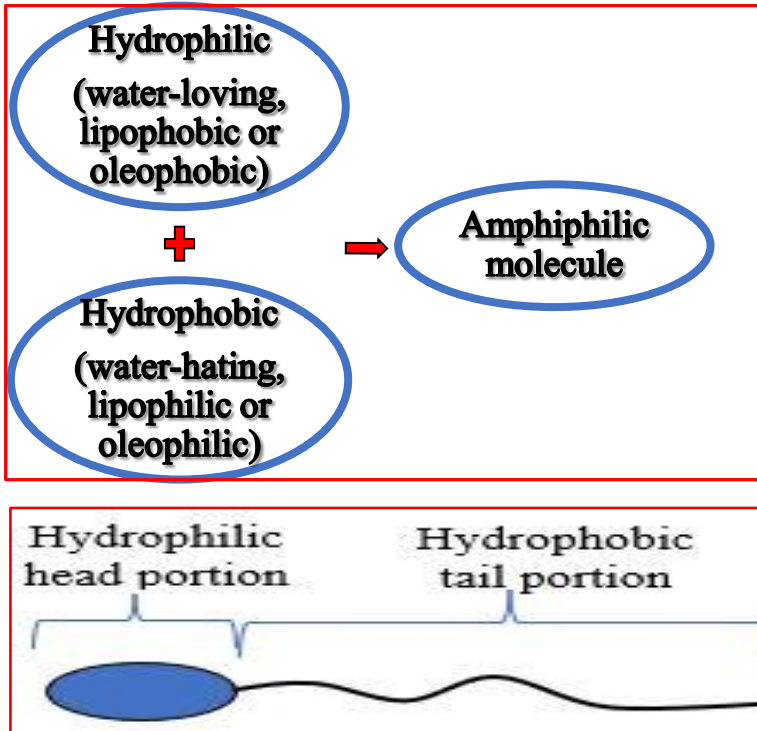 Hydrophilic
(water-loving,
lipophobic or
oleophobic)
Hydrophobic
(water-hating,
lipophilic or
oleophilic)
Amphiphilic
molecule
Hydrophilic
head portion
Hydrophobic
tail portion